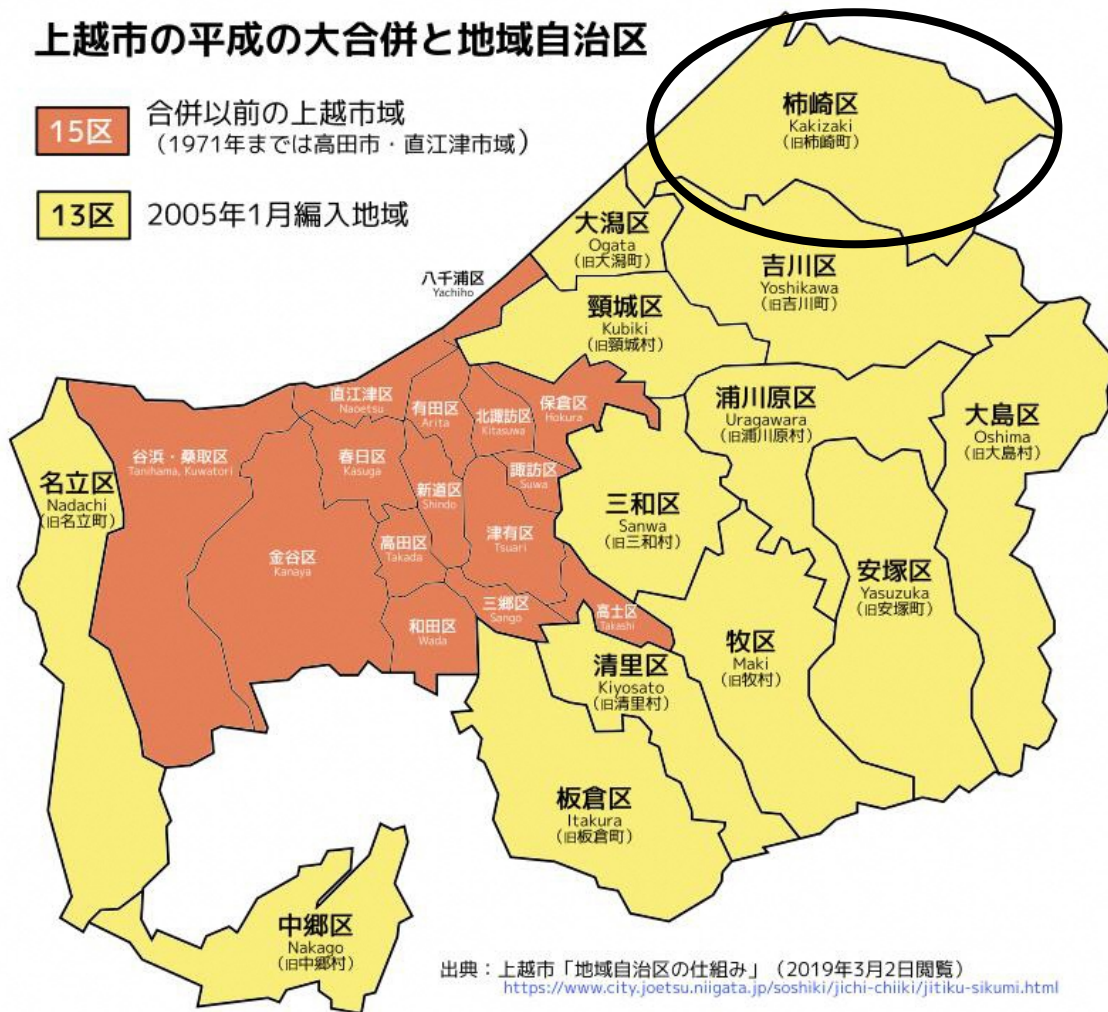 上越市の平成の大合併と地域自治区
15区
合併以前の上越市域
(1971年までは高田市・直江津市域)
13区
2005年1月編入地域
柿崎区
Kakizaki
(旧柿崎町)
大潟区
Ogata
(旧大潟町)
吉川区
Yoshikawa
(旧吉川町)
八千浦区
Yachiho
頸城区
Kubiki
(旧頸城村)
直江津区
Naoetsu
有田区
Arita
北諏訪区
Kitasuwa
保倉区
Hokura
浦川原区
Uragawara
(旧浦川原村)
大島区
Oshima
(旧大島村)
谷浜・桑取区
Tanihama, Kuwatori
春日区
Kasuga
諏訪区
Suwa
名立区
Nadachi
(旧名立町)
新道区
Shindo
三和区
Sanwa
(旧三和村)
金谷区
Kanaya
高田区
Takada
津有区
Tsuari
安塚区
Yasuzuka
(旧安塚町)
和田区
Wada
三郷区
Sango
高士区
Takashi
牧区
Maki
(旧牧村)
清里区
Kiyosato
(旧清里村)
板倉区
Itakura
(旧板倉町)
中郷区
Nakago
(旧中郷村)
出典：上越市「地域自治区の仕組み」（2019年3月2日閲覧）
https://www.city.joetsu.niigata.jp/soshiki/jichi-chiiki/jitiku-sikumi.html